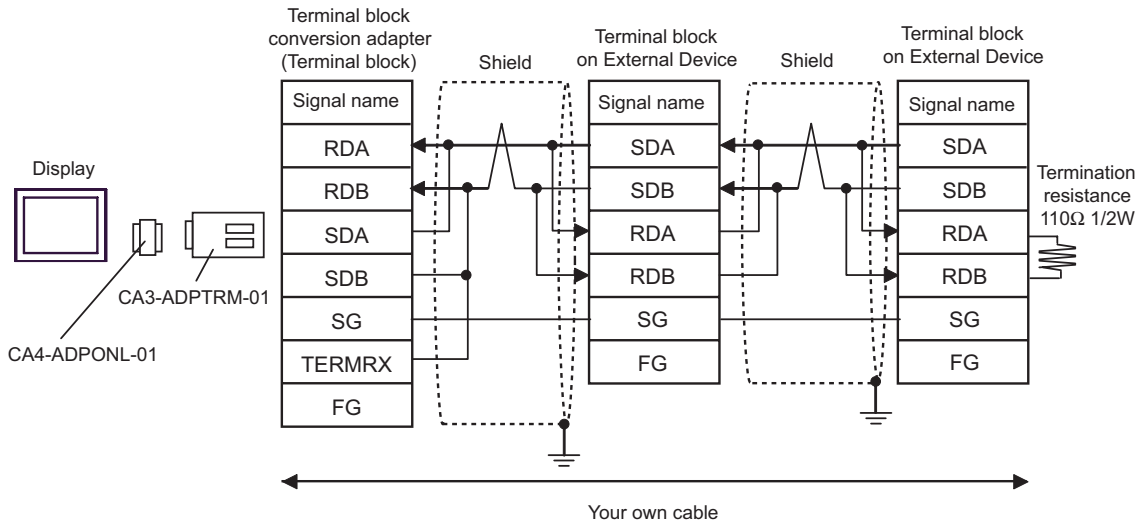 Terminal block
conversion adapter
(Terminal block)
Shield
Terminal block
on External Device
Shield
Terminal block
on External Device
Display
CA4-ADPONL-01
CA3-ADPTRM-01
Signal name
RDA
RDB
SDA
SDB
SG
TERMRX
FG
Signal name
SDA
SDB
RDA
RDB
SG
FG
Signal name
SDA
SDB
RDA
RDB
SG
FG
Termination
resistance
110Ω 1/2W
Your own cable